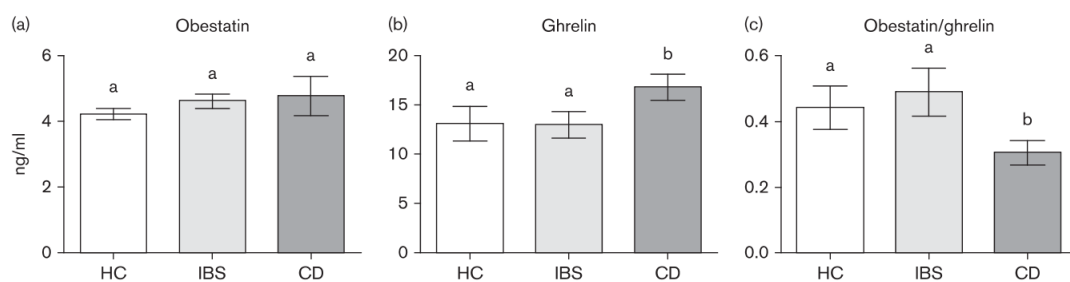 (a)
Obestatin
ng/ml
6
4
2
0
a
a
a
HC
IBS
CD
(b)
Ghrelin
20
15
10
5
0
a
a
b
HC
IBS
CD
(c)
Obestatin/ghrelin
0.6
0.4
0.2
0.0
a
a
b
HC
IBS
CD